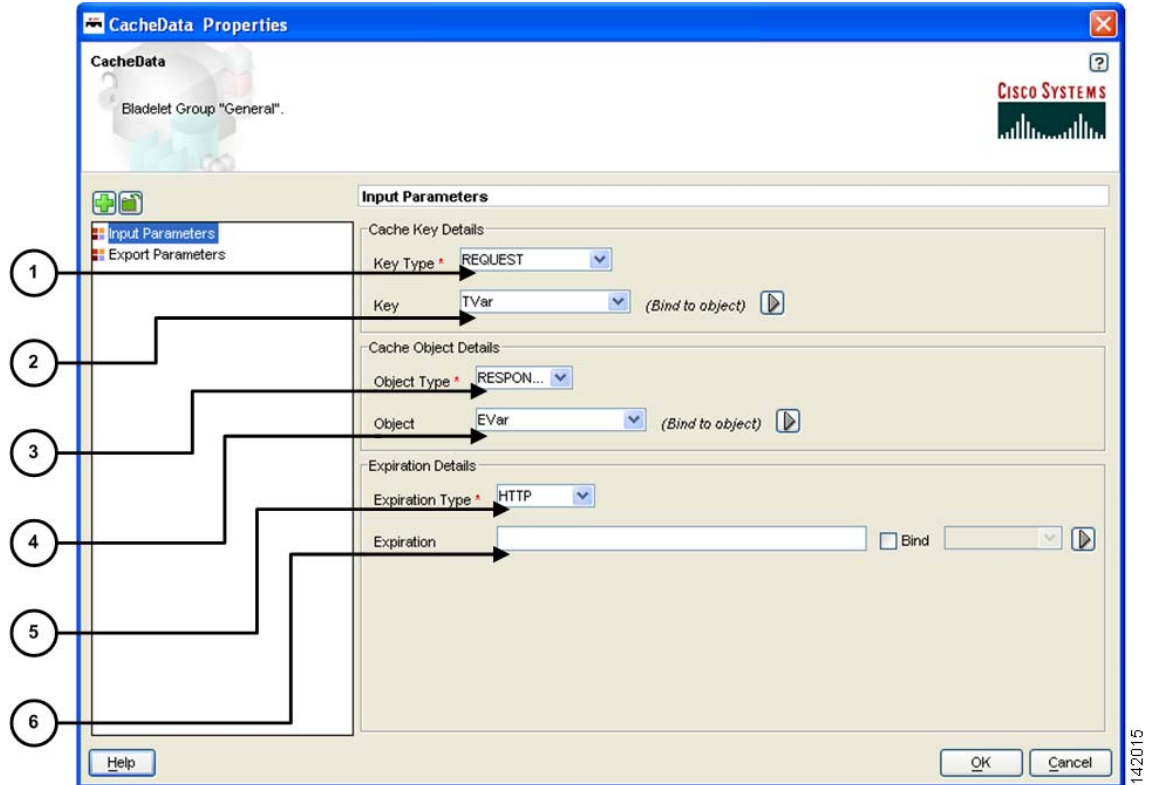 CacheData Properties
CacheData
?
Bladelet Group "General".
CISCO SYSTEMS
Input Parameters
Input Parameters
Export Parameters
Cache Key Details
1
Key Type * REQUEST
Key TVar (Bind to object)
2
Cache Object Details
Object Type * RESPON...
3
Object EVar (Bind to object)
Expiration Details
4
Expiration Type * HTTP
Expiration Bind
5
6
Help OK Cancel
142015